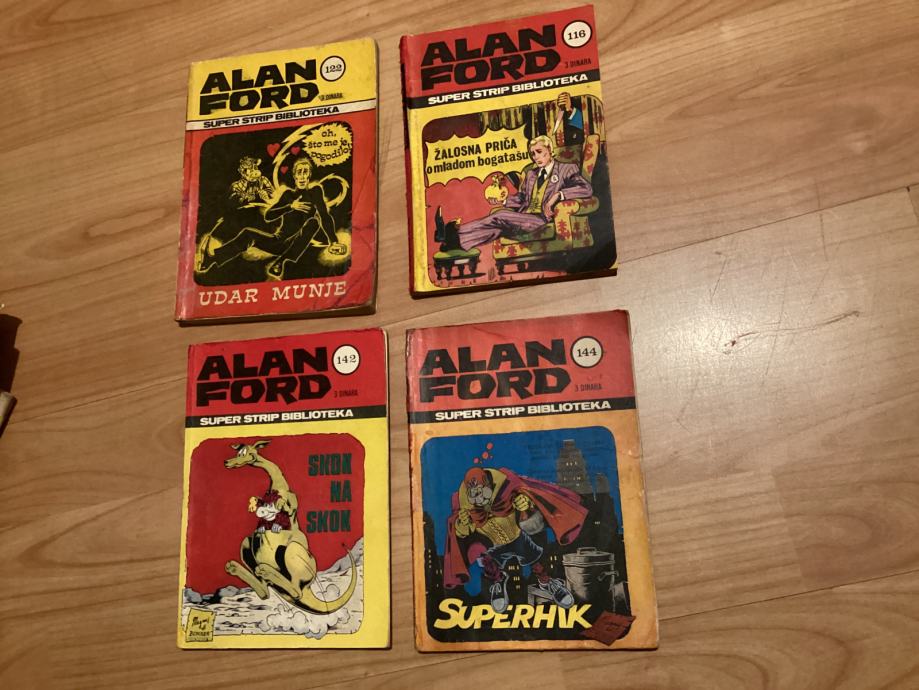 ALAN
FORD
122
3 DINARA
SUPER STRIP BIBLIOTEKA
oh,
što me je
pogodilo!
UDAR MUNJE
ALAN
FORD
116
3 DINARA
SUPER STRIP BIBLIOTEKA
ŽALOSNA PRIČA
o mladom bogatašu
ALAN
FORD
142
3 DINARA
SUPER STRIP BIBLIOTEKA
SKOK
NA
SKOK
BUNKER
ALAN
FORD
144
3 DINARA
SUPER STRIP BIBLIOTEKA
SUPERHIK